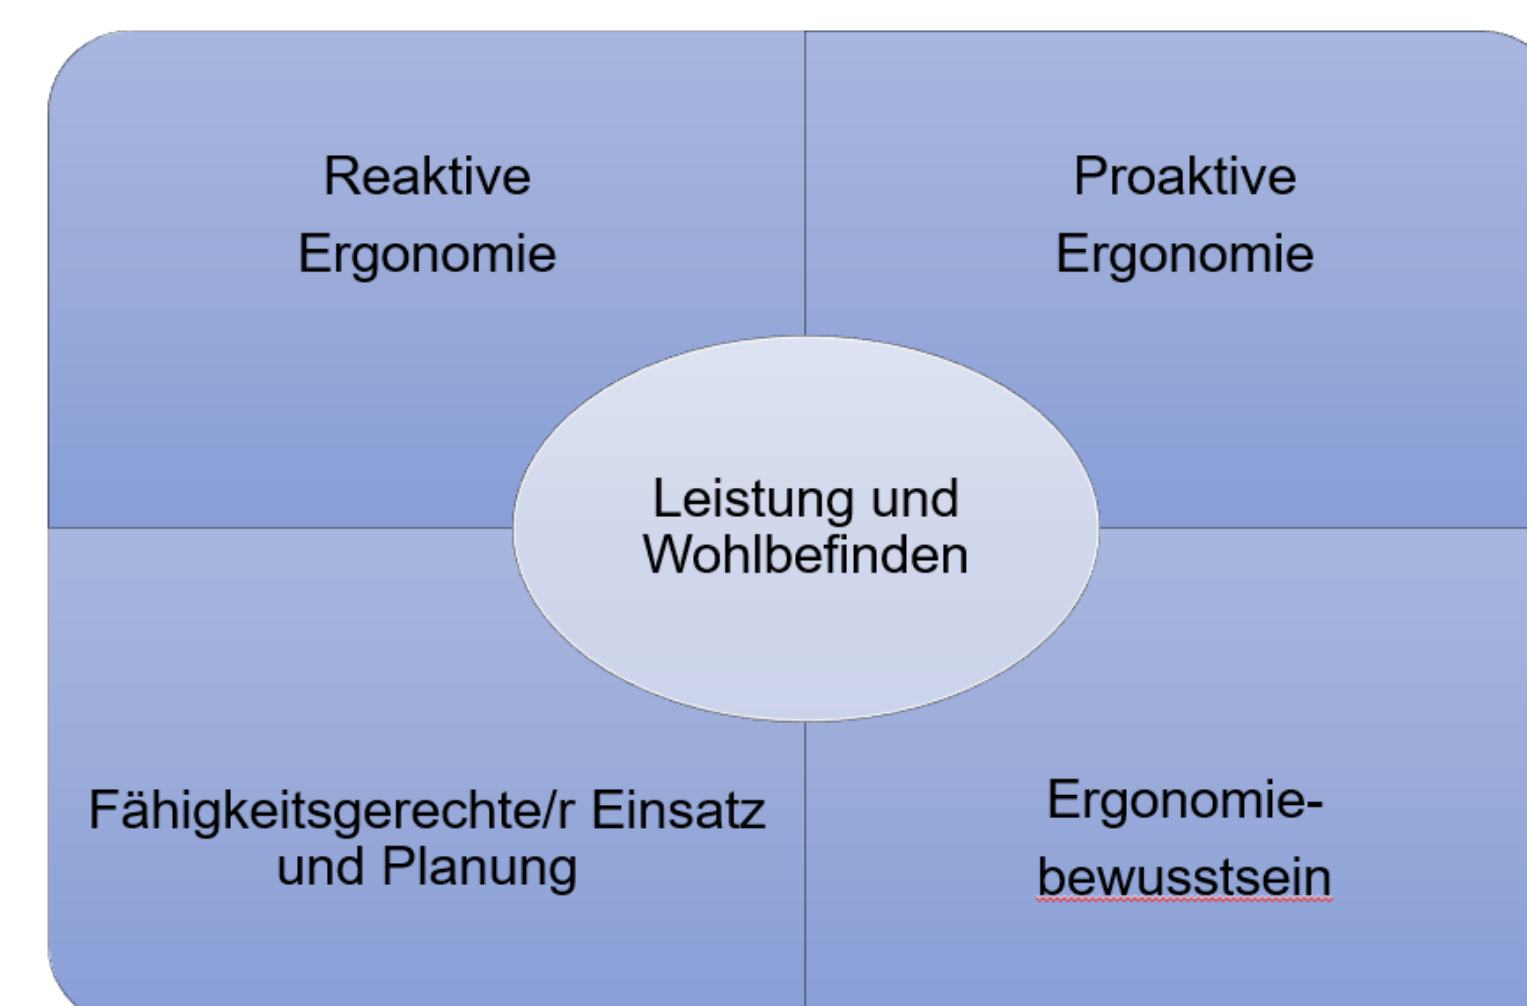 Reaktive
Ergonomie
Proaktive
Ergonomie
Leistung und
Wohlbefinden
Fähigkeitsgerechte/r Einsatz
und Planung
Ergonomie-
bewusstsein